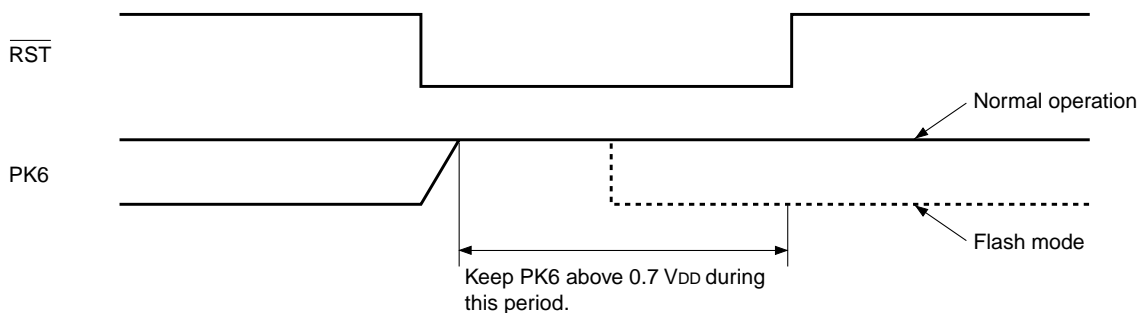 RST
Normal operation
PK6
Flash mode
Keep PK6 above 0.7 VDD during
this period.